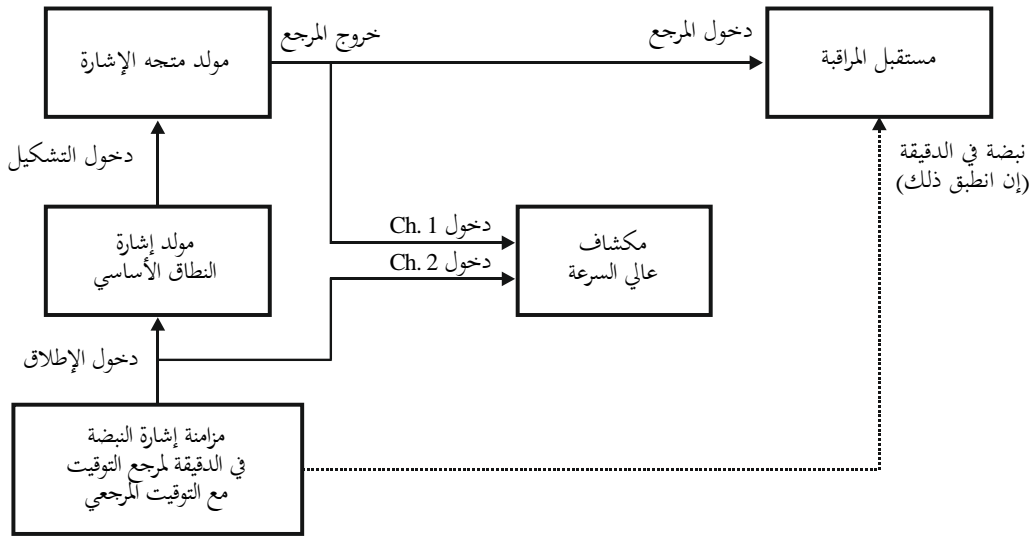 خروج المرجع
دخول المرجع
مولد متجه الإشارة
مستقبل المراقبة
نبضة في الدقيقة
(إن انطبق ذلك)
دخول التشكيل
دخول Ch. 1
دخول Ch. 2
مكشاف
عالي السرعة
مولد إشارة
النطاق الأساسي
دخول الإطلاق
مزامنة إشارة النبضة
في الدقيقة لمرجع التوقيت
مع التوقيت المرجعي